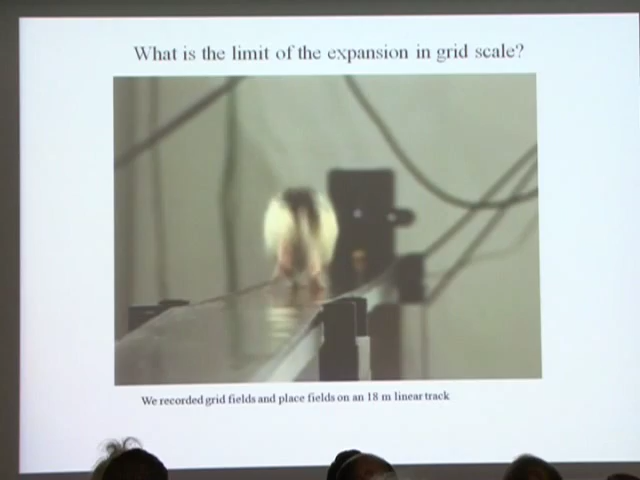 What is the limit of the expansion in grid scale?
We recorded grid fields and place fields on an 18 m linear track